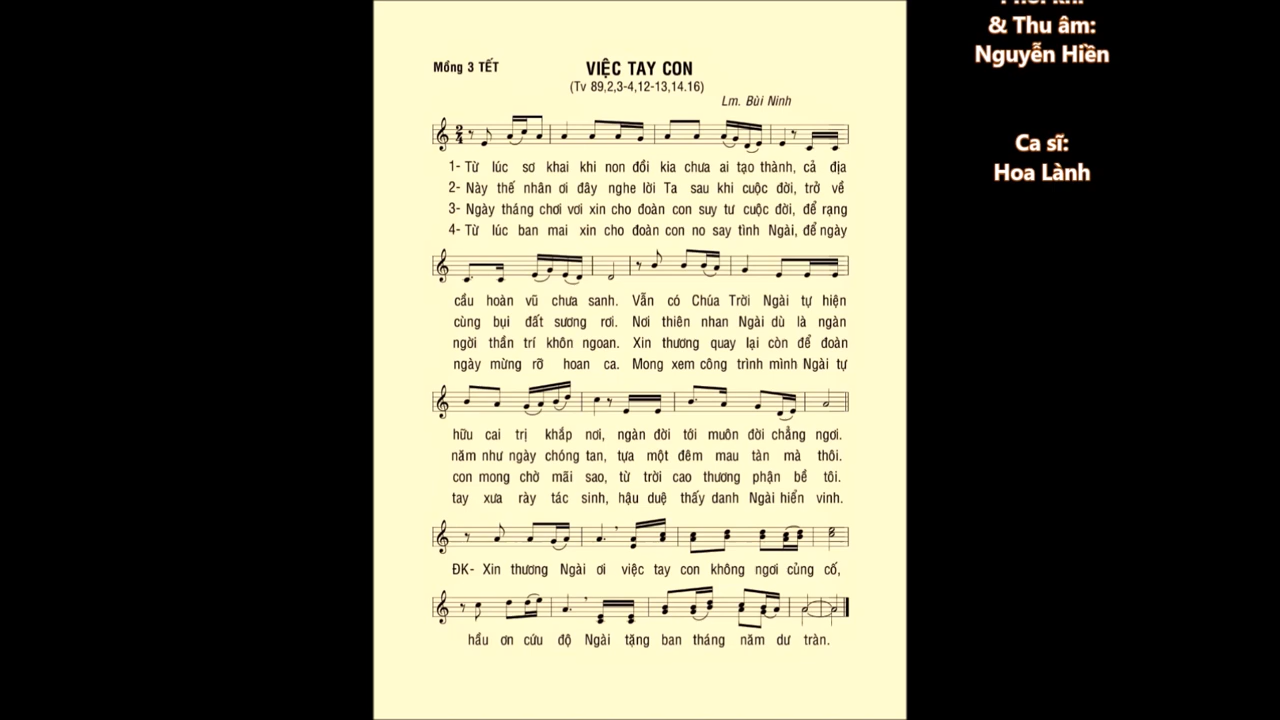 Mồng 3 TẾT
VIỆC TAY CON
(Tv 89,2,3-4,12-13,14.16)
Lm. Bùi Ninh
1- Từ lúc sơ khai khi non đồi kia chưa ai tạo thành, cả địa
2- Này thế nhân ơi đây nghe lời Ta sau khi cuộc đời, trở về
3- Ngày tháng chơi vơi xin cho đoàn con suy tư cuộc đời, để rạng
4- Từ lúc ban mai xin cho đoàn con no say tình Ngài, để ngày
cầu hoàn vũ chưa sanh. Vẫn có Chúa Trời Ngài tự hiện
cùng bụi đất sương rơi. Nơi thiên nhan Ngài dù là ngàn
ngời thần trí khôn ngoan. Xin thương quay lại còn để đoàn
ngày mừng rỡ hoan ca. Mong xem công trình mình Ngài tự
hữu cai trị khắp nơi, ngàn đời tới muôn đời chẳng ngơi.
năm như ngày chóng tan, tựa một đêm mau tàn mà thôi.
con mong chờ mãi sao, từ trời cao thương phận bề tôi.
tay xưa rày tác sinh, hậu duệ thấy danh Ngài hiển vinh.
ĐK- Xin thương Ngài ơi việc tay con không ngơi củng cố,
hầu ơn cứu độ Ngài tặng ban tháng năm dư tràn.
& Thu âm:
Nguyễn Hiền
Ca sĩ:
Hoa Lành